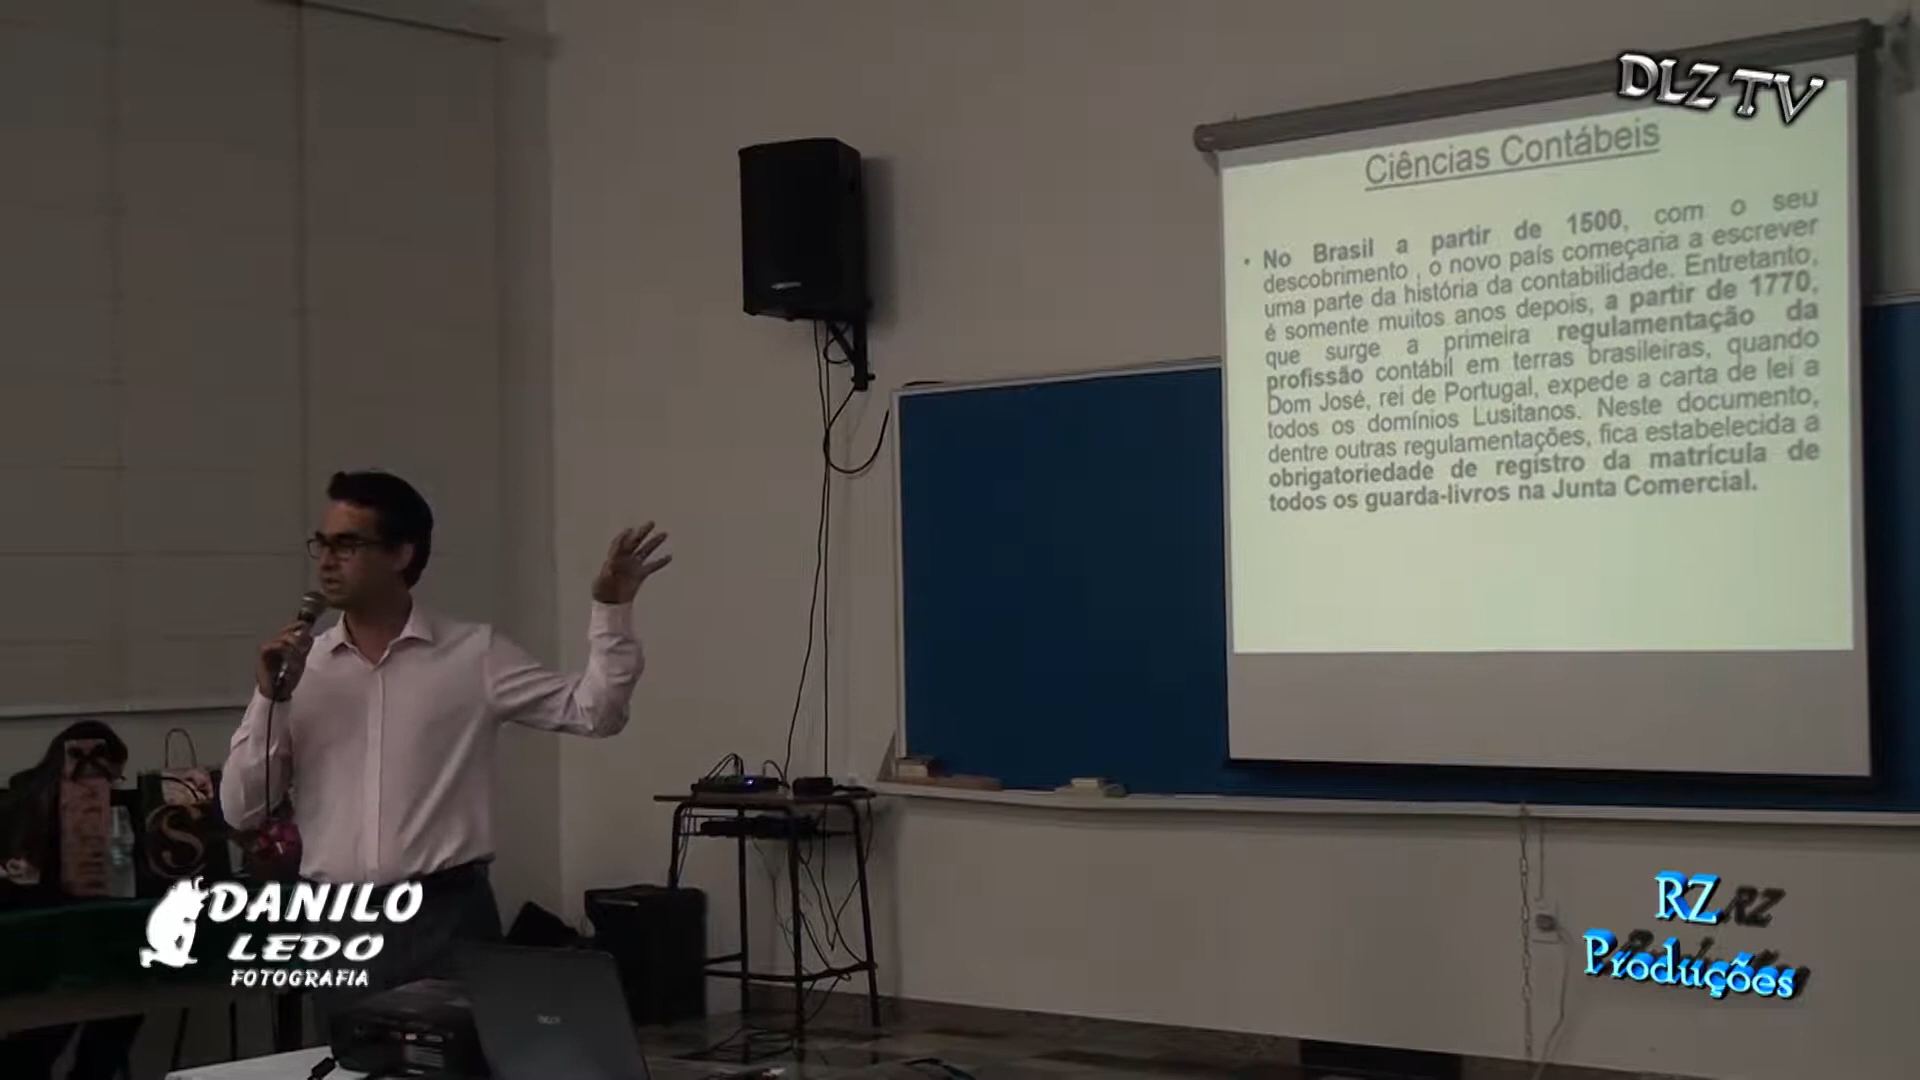 DLZ TV
Ciências Contábeis
• No Brasil a partir de 1500, com o seu
descobrimento , o novo país começaria a escrever
uma parte da história da contabilidade. Entretanto,
é somente muitos anos depois, a partir de 1770,
que surge a primeira regulamentação da
profissão contábil em terras brasileiras, quando
Dom José, rei de Portugal, expede a carta de lei a
todos os domínios Lusitanos. Neste documento,
dentre outras regulamentações, fica estabelecida a
obrigatoriedade de registro da matrícula de
todos os guarda-livros na Junta Comercial.
S
DANILO
LEDO
FOTOGRAFIA
RZ
Produções
acer